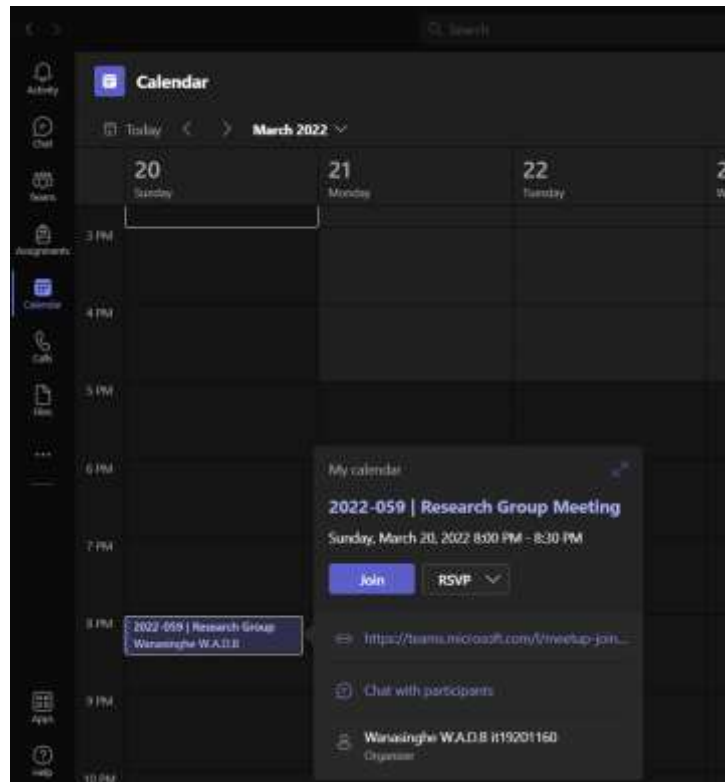 Search
Activity
Calendar
Chat
Today
March 2022
Teams
20
Sunday
21
Monday
22
Tuesday
2
W
Assignments
3 PM
Calendar
4 PM
Calls
5 PM
Files
...
6 PM
My calendar
2022-059 | Research Group Meeting
Sunday, March 20, 2022 8:00 PM - 8:30 PM
7 PM
Join
RSVP
8 PM
2022-059 | Research Group
Wanasinghe W.A.D.B
https://teams.microsoft.com/l/meetup-join...
Chat with participants
9 PM
Apps
Wanasinghe W.A.D.B it19201160
Organizer
Help
10 PM